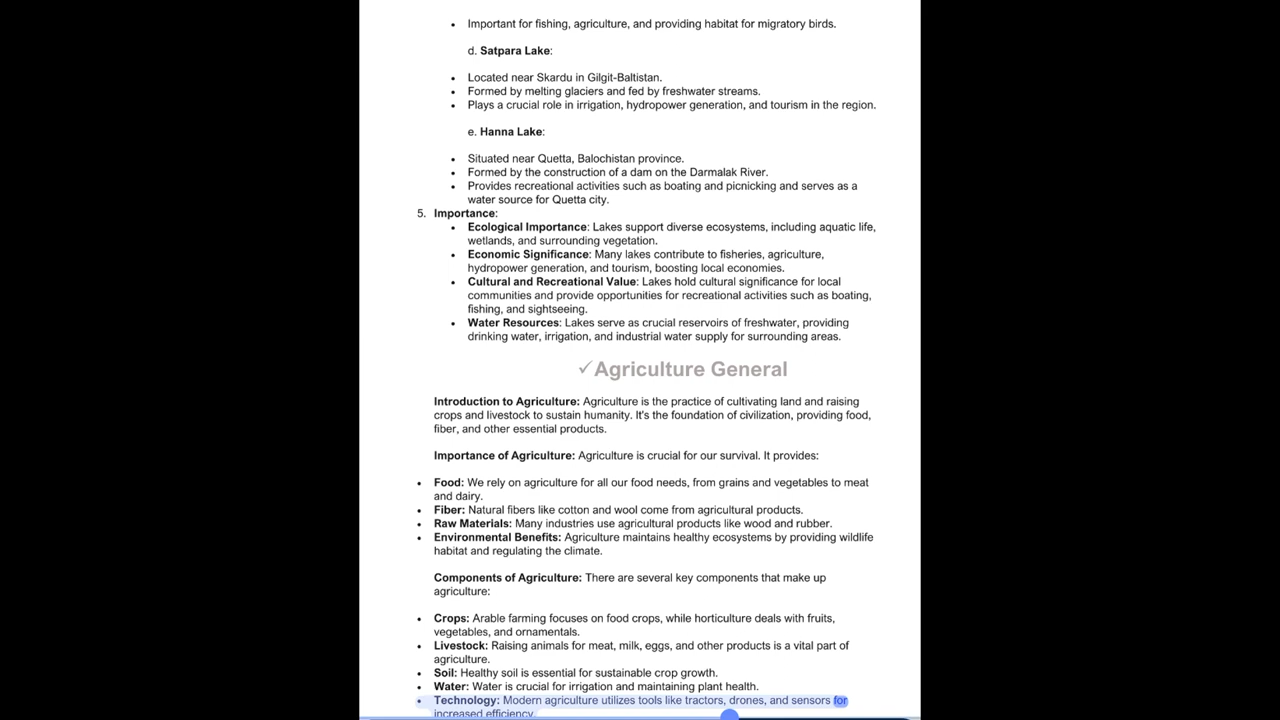 • Important for fishing, agriculture, and providing habitat for migratory birds.
d. Satpara Lake:
• Located near Skardu in Gilgit-Baltistan.
• Formed by melting glaciers and fed by freshwater streams.
• Plays a crucial role in irrigation, hydropower generation, and tourism in the region.
e. Hanna Lake:
• Situated near Quetta, Balochistan province.
• Formed by the construction of a dam on the Darmalak River.
• Provides recreational activities such as boating and picnicking and serves as a
water source for Quetta city.
5. Importance:
• Ecological Importance: Lakes support diverse ecosystems, including aquatic life,
wetlands, and surrounding vegetation.
• Economic Significance: Many lakes contribute to fisheries, agriculture,
hydropower generation, and tourism, boosting local economies.
• Cultural and Recreational Value: Lakes hold cultural significance for local
communities and provide opportunities for recreational activities such as boating,
fishing, and sightseeing.
• Water Resources: Lakes serve as crucial reservoirs of freshwater, providing
drinking water, irrigation, and industrial water supply for surrounding areas.
✓Agriculture General
Introduction to Agriculture: Agriculture is the practice of cultivating land and raising
crops and livestock to sustain humanity. It's the foundation of civilization, providing food,
fiber, and other essential products.
Importance of Agriculture: Agriculture is crucial for our survival. It provides:
• Food: We rely on agriculture for all our food needs, from grains and vegetables to meat
and dairy.
• Fiber: Natural fibers like cotton and wool come from agricultural products.
• Raw Materials: Many industries use agricultural products like wood and rubber.
• Environmental Benefits: Agriculture maintains healthy ecosystems by providing wildlife
habitat and regulating the climate.
Components of Agriculture: There are several key components that make up
agriculture:
• Crops: Arable farming focuses on food crops, while horticulture deals with fruits,
vegetables, and ornamentals.
• Livestock: Raising animals for meat, milk, eggs, and other products is a vital part of
agriculture.
• Soil: Healthy soil is essential for sustainable crop growth.
• Water: Water is crucial for irrigation and maintaining plant health.
• Technology: Modern agriculture utilizes tools like tractors, drones, and sensors for
increased efficiency.